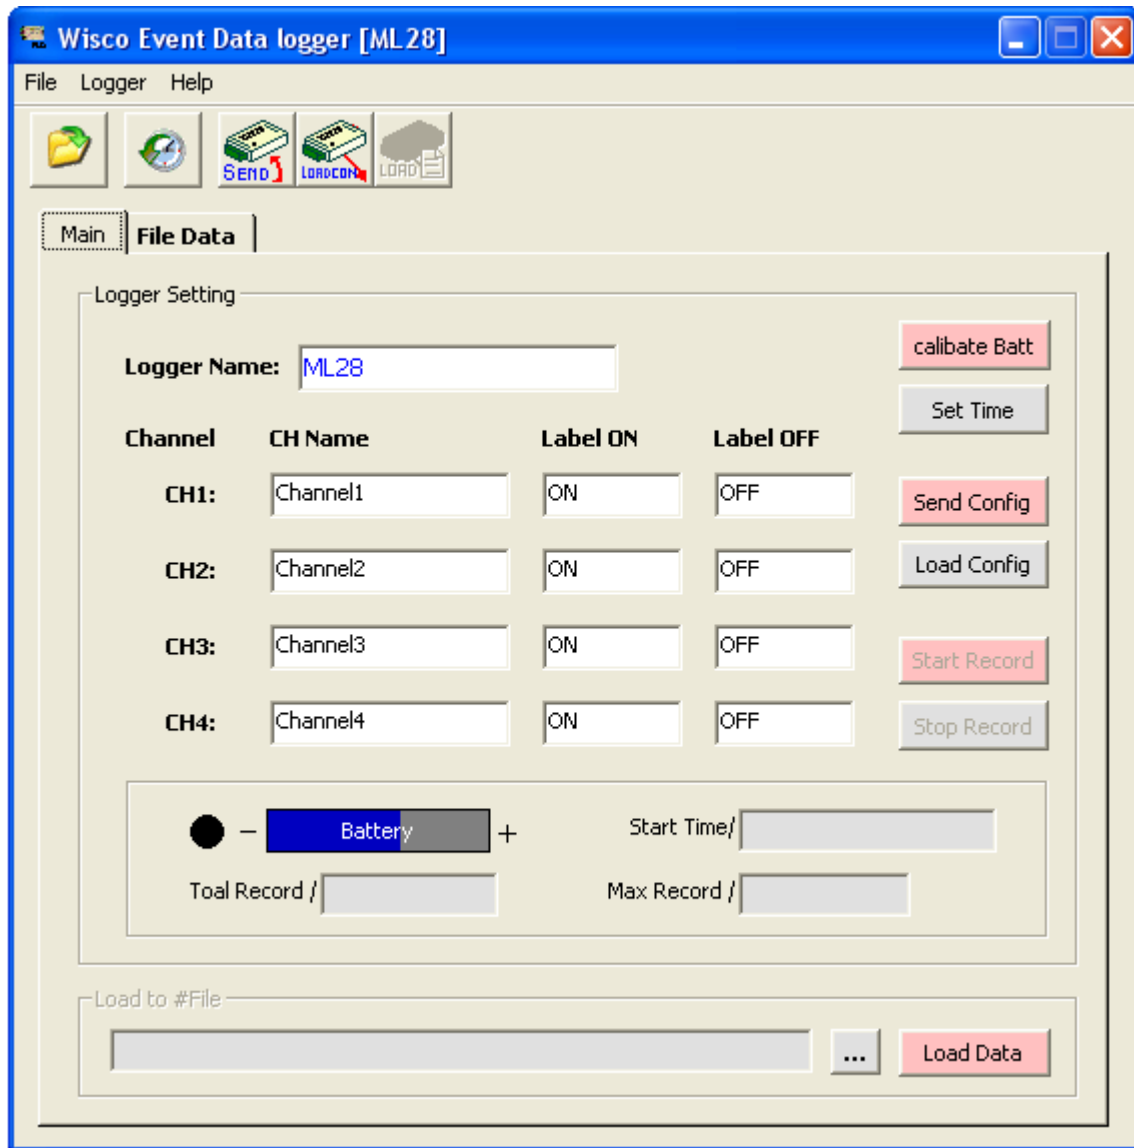 Wisco Event Data logger [ML28]
File Logger Help
SEND LOADCON LOAD
Main File Data
Logger Setting
Logger Name: ML28 calibate Batt
Set Time
Channel CH Name Label ON Label OFF
CH1: Channel1 ON OFF Send Config
CH2: Channel2 ON OFF Load Config
CH3: Channel3 ON OFF Start Record
CH4: Channel4 ON OFF Stop Record
– Battery + Start Time/
Toal Record / Max Record /
Load to #File
... Load Data